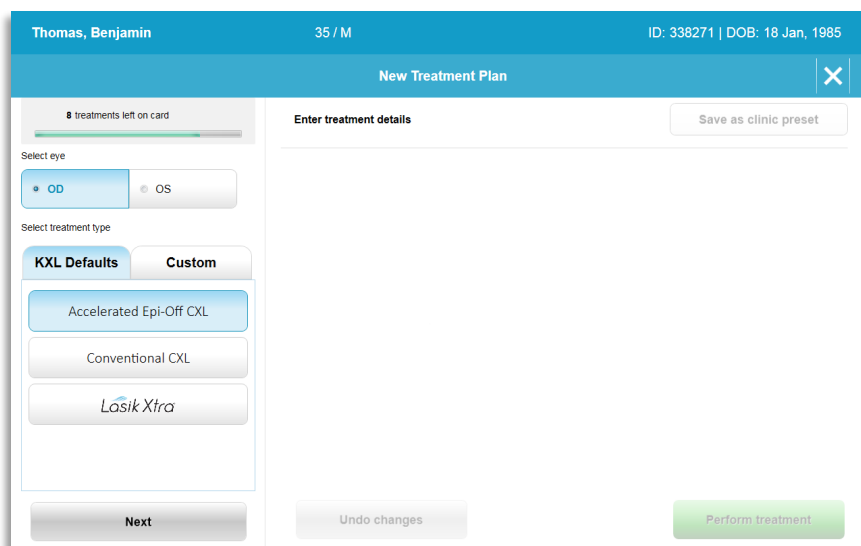 Thomas, Benjamin 35 / M ID: 338271 | DOB: 18 Jan, 1985
New Treatment Plan
8 treatments left on card
Enter treatment details
Save as clinic preset
Select eye
OD OS
Select treatment type
KXL Defaults Custom
Accelerated Epi-Off CXL
Conventional CXL
Lasik Xtra
Next
Undo changes
Perform treatment